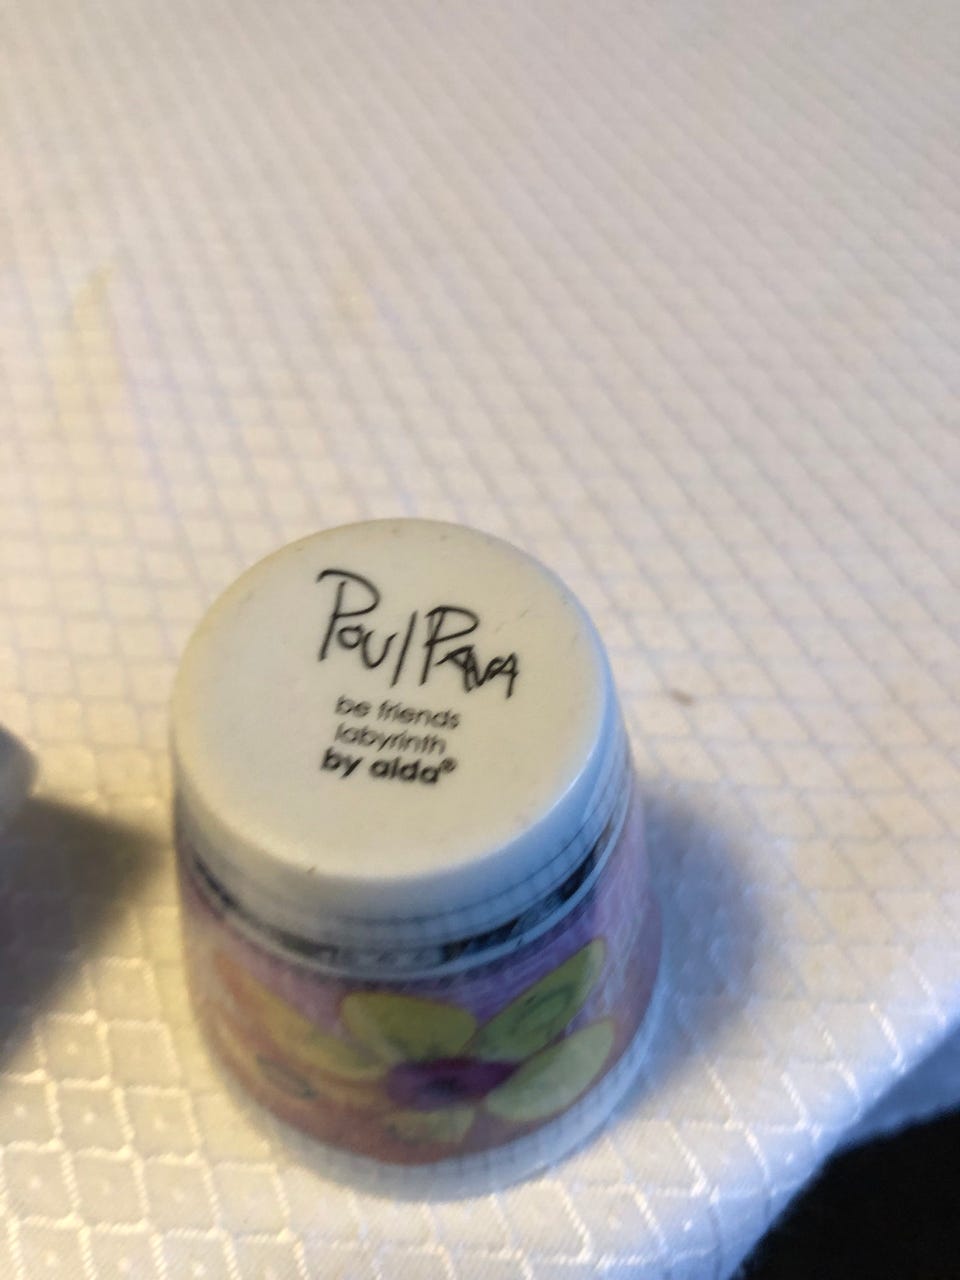 Poul Pava
be friends
labyrinth
by aida®